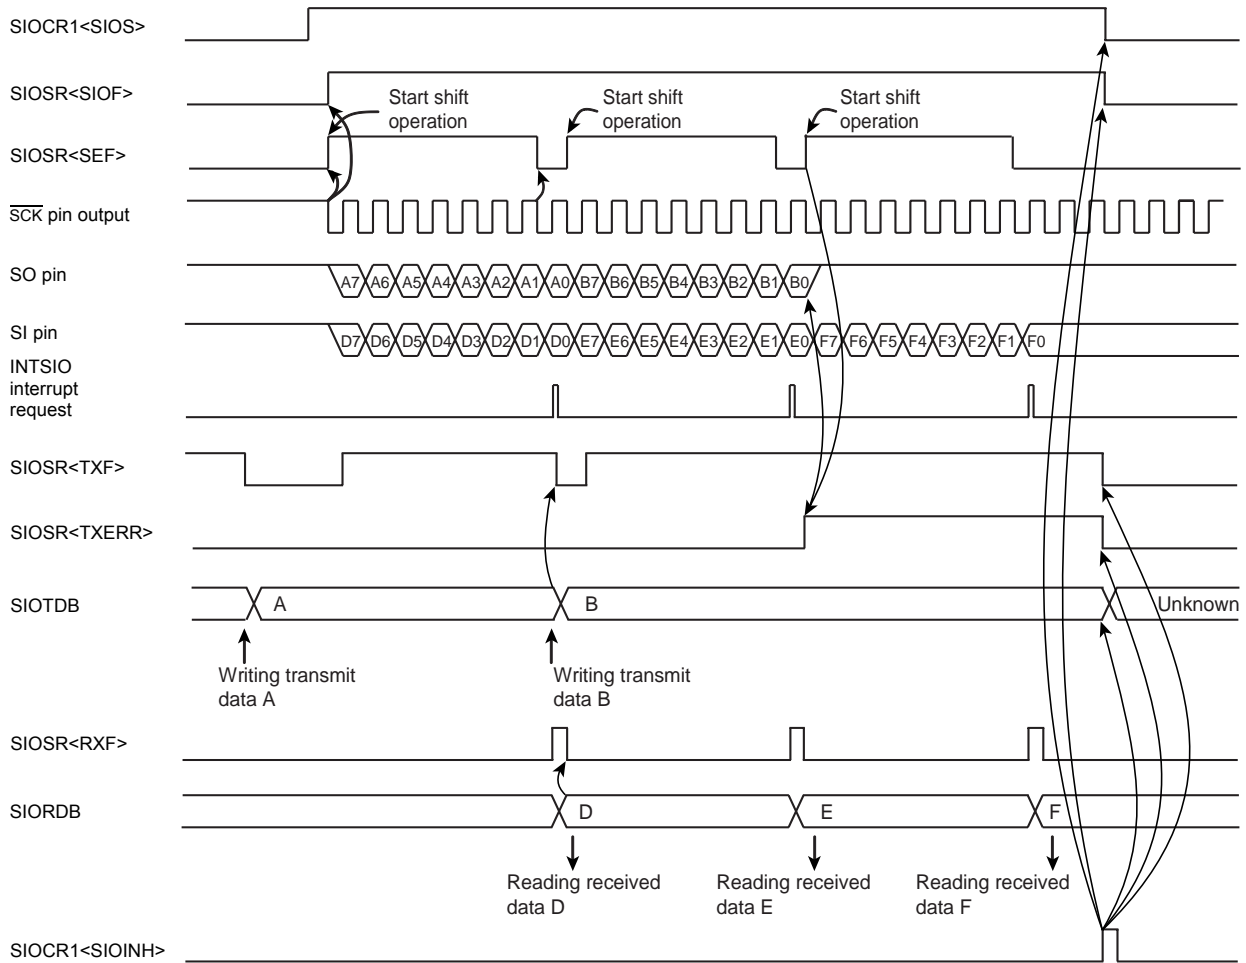 SIOCR1<SIOS>
SIOSR<SIOF>
Start shift
operation
Start shift
operation
Start shift
operation
SIOSR<SEF>
SCK pin output
SO pin
A7 A6 A5 A4 A3 A2 A1 A0 B7 B6 B5 B4 B3 B2 B1 B0
SI pin
D7 D6 D5 D4 D3 D2 D1 D0 E7 E6 E5 E4 E3 E2 E1 E0 F7 F6 F5 F4 F3 F2 F1 F0
INTSIO
interrupt
request
SIOSR<TXF>
SIOSR<TXERR>
SIOTDB
A
B
Unknown
Writing transmit
data A
Writing transmit
data B
SIOSR<RXF>
SIORDB
D
E
F
Reading received
data D
Reading received
data E
Reading received
data F
SIOCR1<SIOINH>